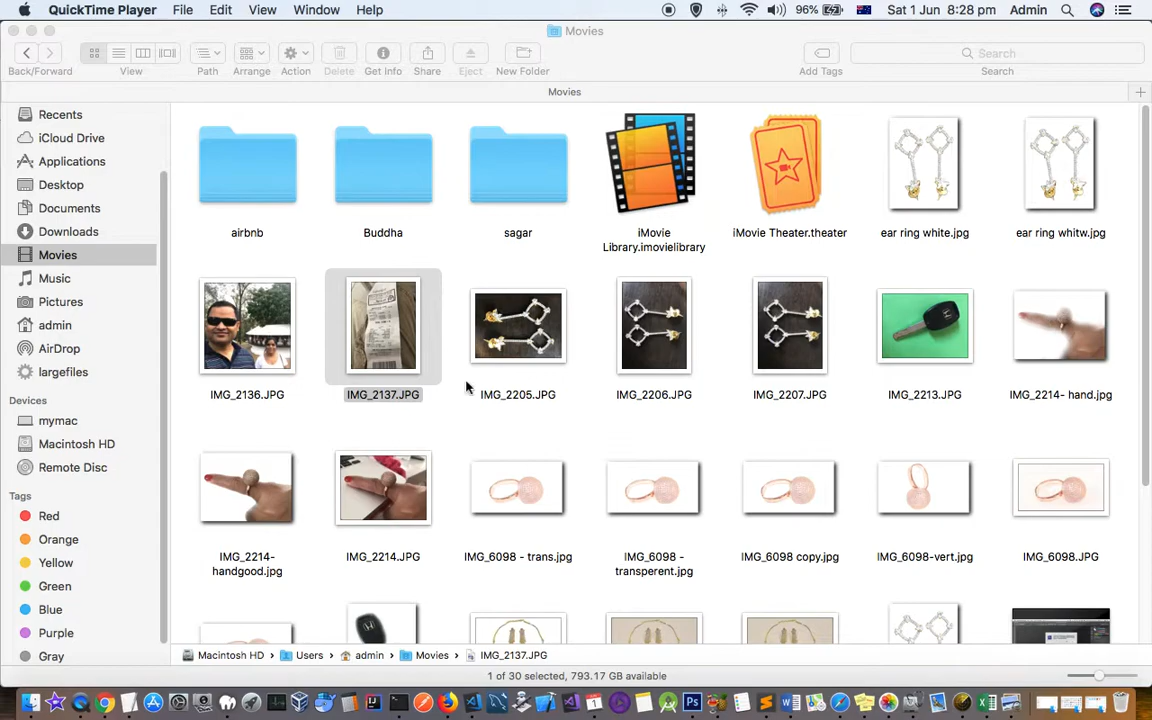 QuickTime Player File Edit View Window Help 96% Sat 1 Jun 8:28 pm Admin
Movies
Back/Forward View Path Arrange Action Delete Get Info Share Eject New Folder Add Tags Search
Search
Movies
Recents
iCloud Drive
Applications
Desktop
Documents
Downloads
Movies
Music
Pictures
admin
AirDrop
largefiles
Devices
mymac
Macintosh HD
Remote Disc
Tags
Red
Orange
Yellow
Green
Blue
Purple
Gray
airbnb
Buddha
sagar
iMovie
Library.imovielibrary
iMovie Theater.theater
ear ring white.jpg
ear ring whitw.jpg
IMG_2136.JPG
IMG_2137.JPG
IMG_2205.JPG
IMG_2206.JPG
IMG_2207.JPG
IMG_2213.JPG
IMG_2214- hand.jpg
IMG_2214-
handgood.jpg
IMG_2214.JPG
IMG_6098 - trans.jpg
IMG_6098 -
transperent.jpg
IMG_6098 copy.jpg
IMG_6098-vert.jpg
IMG_6098.JPG
Macintosh HD › Users › admin › Movies › IMG_2137.JPG
1 of 30 selected, 793.17 GB available